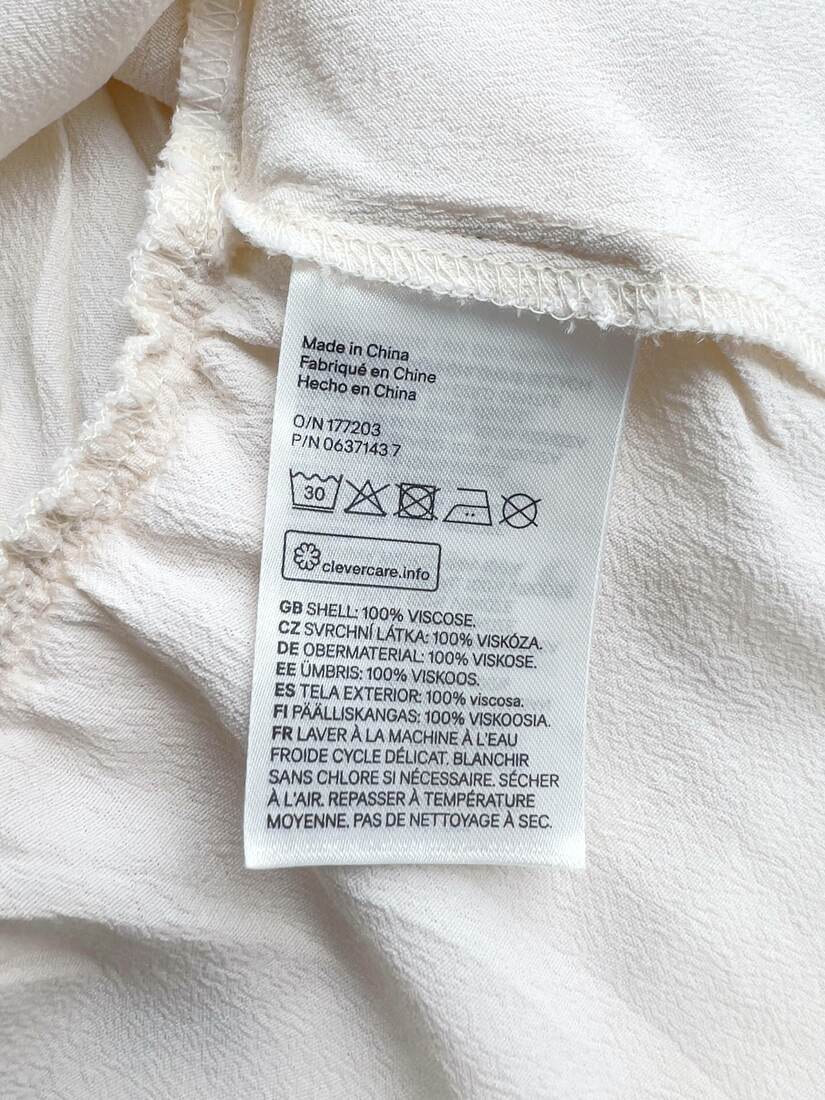 Made in China
Fabriqué en Chine
Hecho en China
O/N 177203
P/N 0637143 7
30
clevercare.info
GB SHELL: 100% VISCOSE.
CZ SVRCHNÍ LÁTKA: 100% VISKÓZA.
DE OBERMATERIAL: 100% VISKOSE.
EE ÜMBRIS: 100% VISKOOS.
ES TELA EXTERIOR: 100% viscosa.
FI PÄÄLLISKANGAS: 100% VISKOOSIA.
FR LAVER À LA MACHINE À L'EAU
FROIDE CYCLE DÉLICAT. BLANCHIR
SANS CHLORE SI NÉCESSAIRE. SÉCHER
À L'AIR. REPASSER À TEMPÉRATURE
MOYENNE. PAS DE NETTOYAGE À SEC.